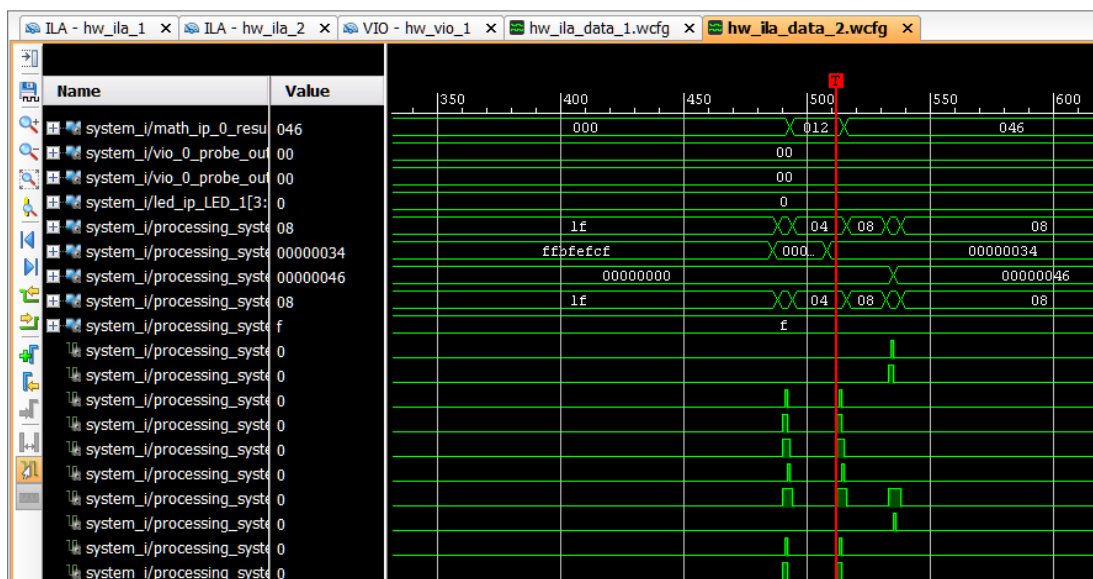 ILA - hw_ila_1 × ILA - hw_ila_2 × VIO - hw_vio_1 × hw_ila_data_1.wcfg × hw_ila_data_2.wcfg ×
T
Name Value 350 400 450 500 550 600
system_i/math_ip_0_resu 046 000 012 046
system_i/vio_0_probe_out 00 00
system_i/vio_0_probe_out 00 00
system_i/led_ip_LED_1[3: 0 0
system_i/processing_syste 08 1f 04 08 08
system_i/processing_syste 00000034 ffbfefcf 000... 00000034
system_i/processing_syste 00000046 00000000 00000046
system_i/processing_syste 08 1f 04 08 08
system_i/processing_syste f f
system_i/processing_syste 0
system_i/processing_syste 0
system_i/processing_syste 0
system_i/processing_syste 0
system_i/processing_syste 0
system_i/processing_syste 0
system_i/processing_syste 0
system_i/processing_syste 0
system_i/processing_syste 0
system_i/processing_syste 0